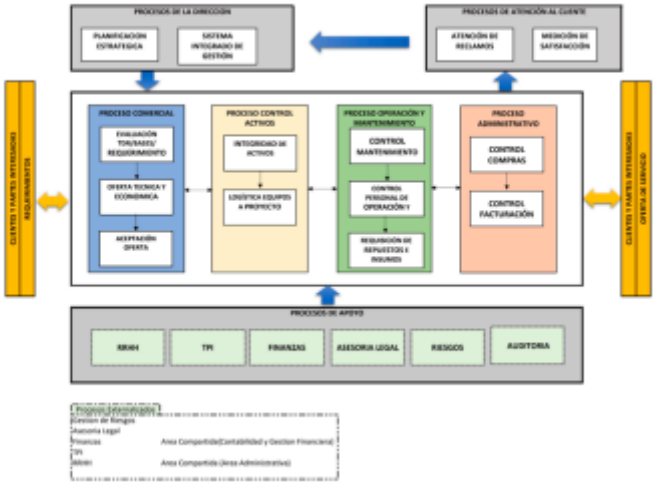 PROCESOS DE LA DIRECCIÓN
PLANIFICACION
ESTRATEGICA
SISTEMA
INTEGRADO DE
GESTIÓN
PROCESOS DE ATENCIÓN AL CLIENTE
ATENCIÓN DE
RECLAMOS
MEDICIÓN DE
SATISFACCIÓN
CLIENTES Y PARTES INTERESADAS
REQUERIMIENTOS
PROCESO COMERCIAL
EVALUACIÓN
TDR/BASES/
REQUERIMIENTO
OFERTA TECNICA Y
ECONOMICA
ACEPTACIÓN
OFERTA
PROCESO CONTROL
ACTIVOS
INTEGRIDAD DE
ACTIVOS
LOGÍSTICA EQUIPOS
A PROYECTO
PROCESO OPERACIÓN Y
MANTENIMIENTO
CONTROL
MANTENIMIENTO
CONTROL
PERSONAL DE
OPERACIÓN Y
REQUISICIÓN DE
REPUESTOS E
INSUMOS
PROCESO
ADMINISTRATIVO
CONTROL
COMPRAS
CONTROL
FACTURACIÓN
CLIENTES Y PARTES INTERESADAS
OFERTA DE SERVICIO
PROCESOS DE APOYO
RRHH
TPI
FINANZAS
ASESORIA LEGAL
RIESGOS
AUDITORIA
Procesos Externalizados
Gestion de Riesgos
Asesoria Legal
Finanzas Area Compartida(Contabilidad y Gestion Financiera)
TPI
RRHH Area Compartida (Area Administrativa)